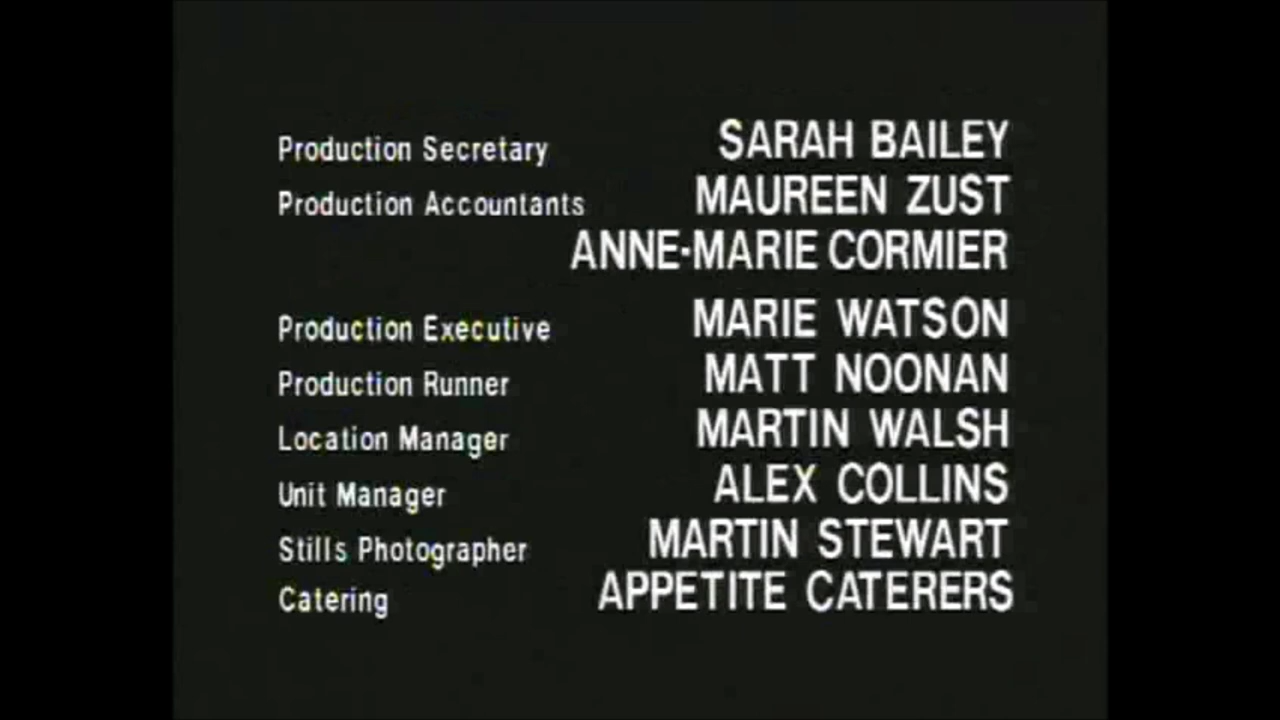 Production Secretary SARAH BAILEY
Production Accountants MAUREEN ZUST
ANNE-MARIE CORMIER
Production Executive MARIE WATSON
Production Runner MATT NOONAN
Location Manager MARTIN WALSH
Unit Manager ALEX COLLINS
Stills Photographer MARTIN STEWART
Catering APPETITE CATERERS